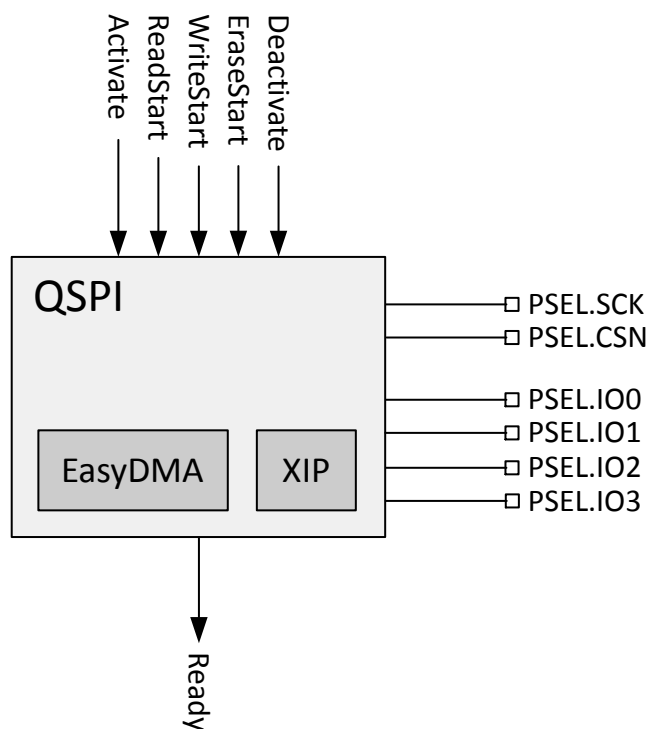 Activate
ReadStart
WriteStart
EraseStart
Deactivate
QSPI
PSEL.SCK
PSEL.CSN
PSEL.IO0
PSEL.IO1
PSEL.IO2
PSEL.IO3
EasyDMA
XIP
Ready